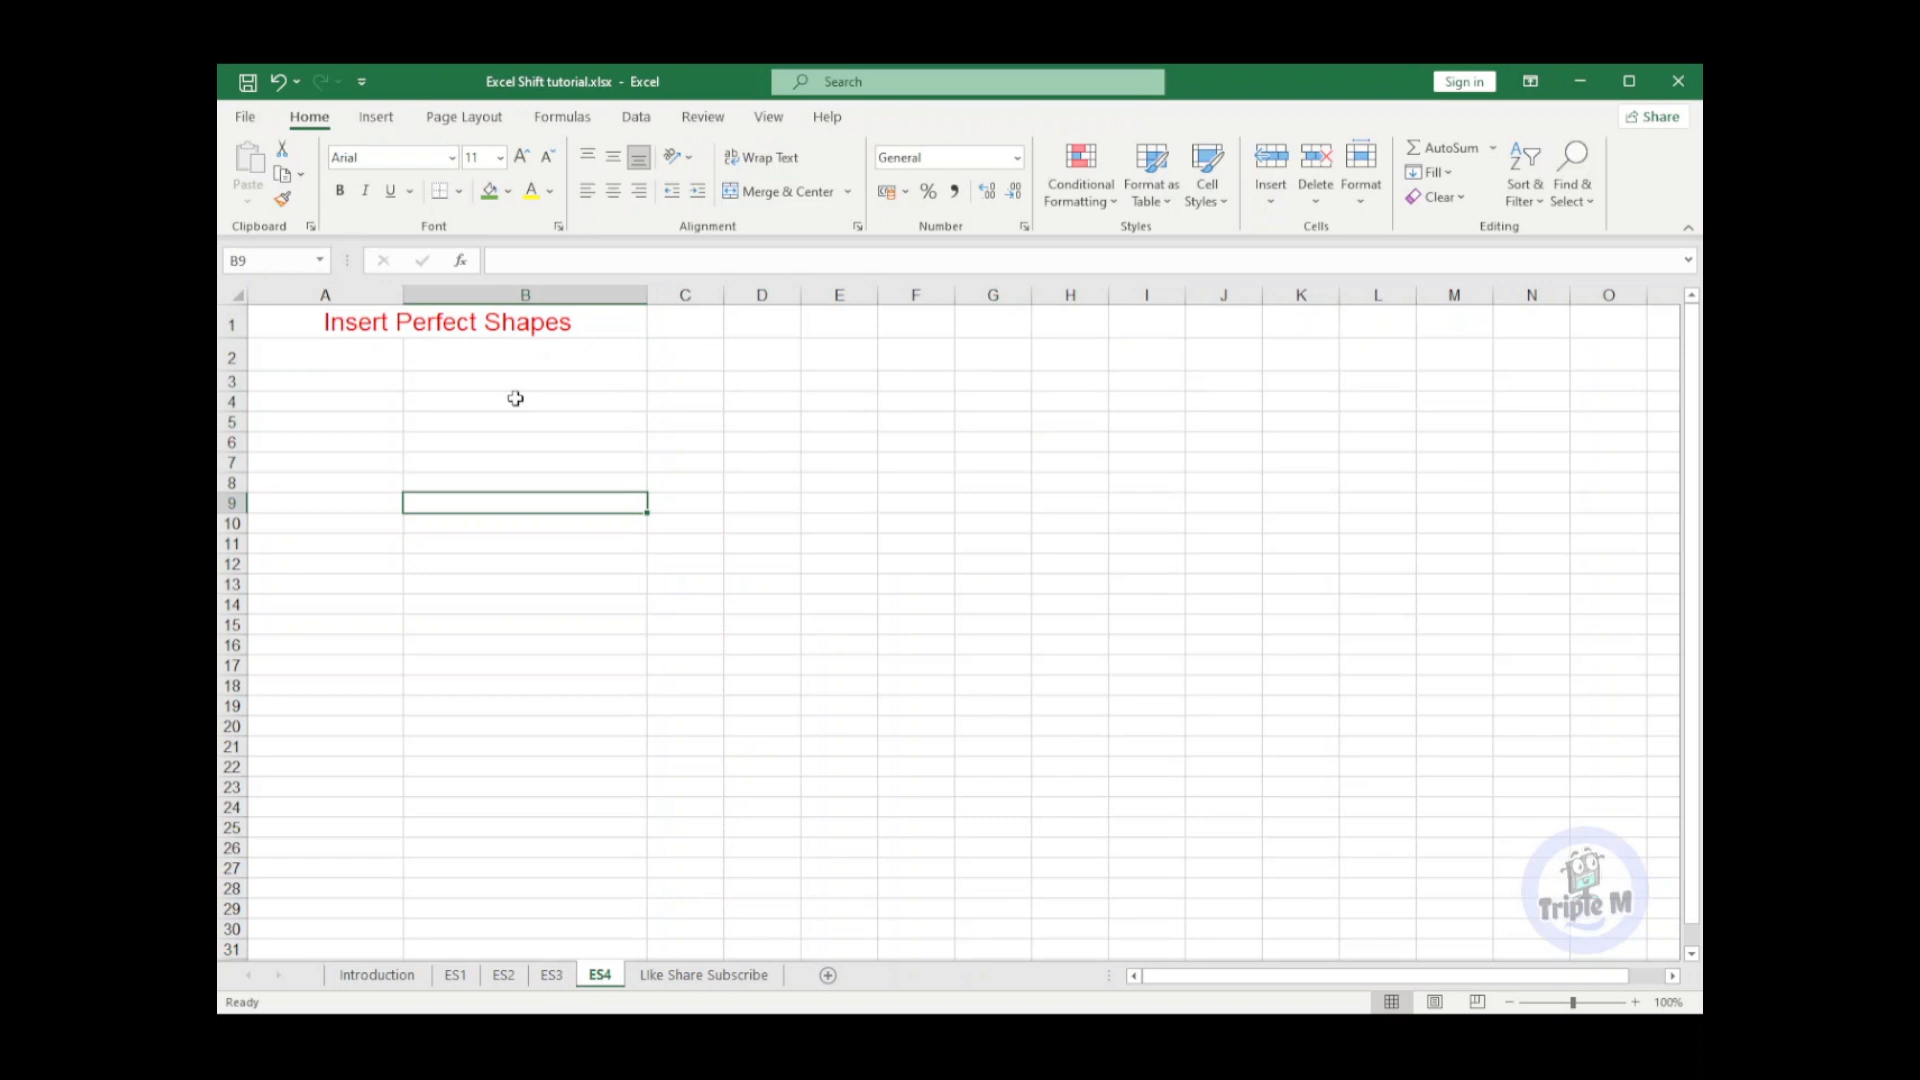 Excel Shift tutorial.xlsx - Excel
Search
Sign in
File Home Insert Page Layout Formulas Data Review View Help
Share
Paste
Clipboard
Arial 11
B I U A
Font
Wrap Text
Merge & Center
Alignment
General
% 
Number
Conditional Formatting
Format as Table
Cell Styles
Styles
Insert Delete Format
Cells
AutoSum
Fill
Clear
Sort & Filter
Find & Select
Editing
B9 fx
A B C D E F G H I J K L M N O
1 Insert Perfect Shapes
2
3
4
5
6
7
8
9
10
11
12
13
14
15
16
17
18
19
20
21
22
23
24
25
26
27
28
29
30
31
Triple M
Introduction ES1 ES2 ES3 ES4 LIke Share Subscribe
Ready
100%